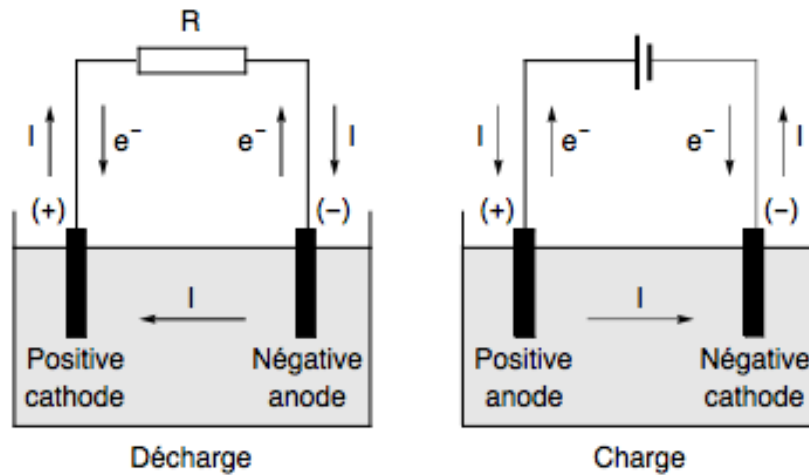 R
I
e⁻
e⁻
I
(+)
(−)
I
Positive
cathode
Négative
anode
Décharge
I
e⁻
e⁻
I
(+)
(−)
I
Positive
anode
Négative
cathode
Charge